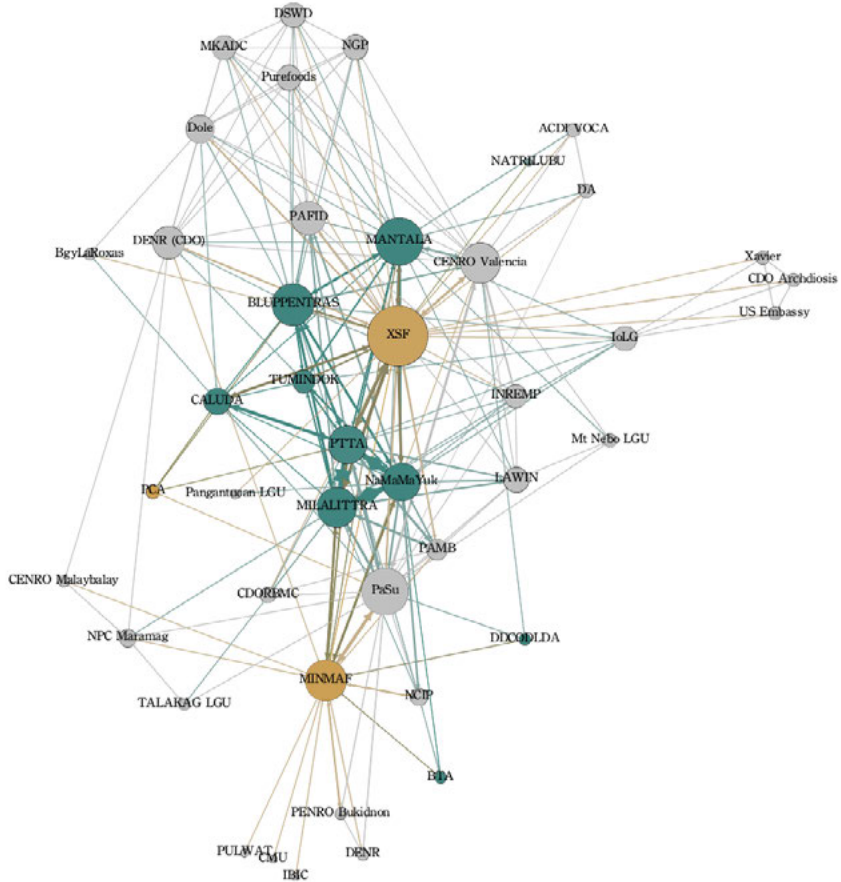 DSWD
MKADC
NGP
Purefoods
Dole
ACDI VOCA
NATRILUBU
DA
PAFID
DENR (CDO)
MANTALA
BgyLaRoxas
CENRO Valencia
Xavier
CDO Archdiosis
BLUPPENTRAS
US Embassy
XSF
IoLG
TUMINDOK
CALUDA
INREMP
PTTA
Mt Nebo LGU
NaMaMaYuk
LAWIN
PCA
Pangantucan LGU
MILALITTRA
PAMB
CENRO Malaybalay
CDORBMC
PaSu
NPC Maramag
DDCODLDA
MINMAF
NCIP
TALAKAG LGU
BTA
PENRO Bukidnon
PULWAT
CMU
DENR
IBIC